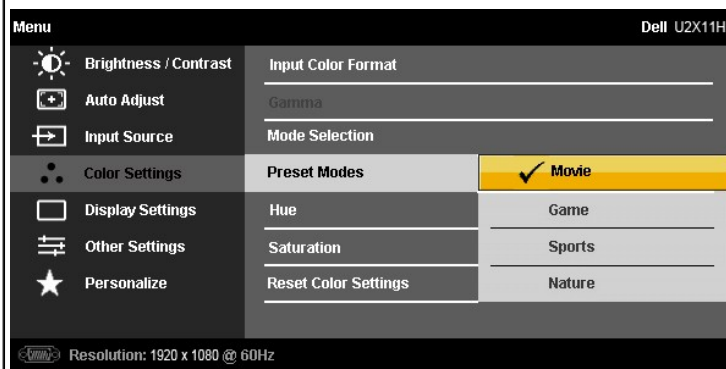 Menu Dell U2X11H
Brightness / Contrast Input Color Format
Auto Adjust Gamma
Input Source Mode Selection
Color Settings Preset Modes Movie
Display Settings Hue Game
Other Settings Saturation Sports
Personalize Reset Color Settings Nature
Resolution: 1920 x 1080 @ 60Hz